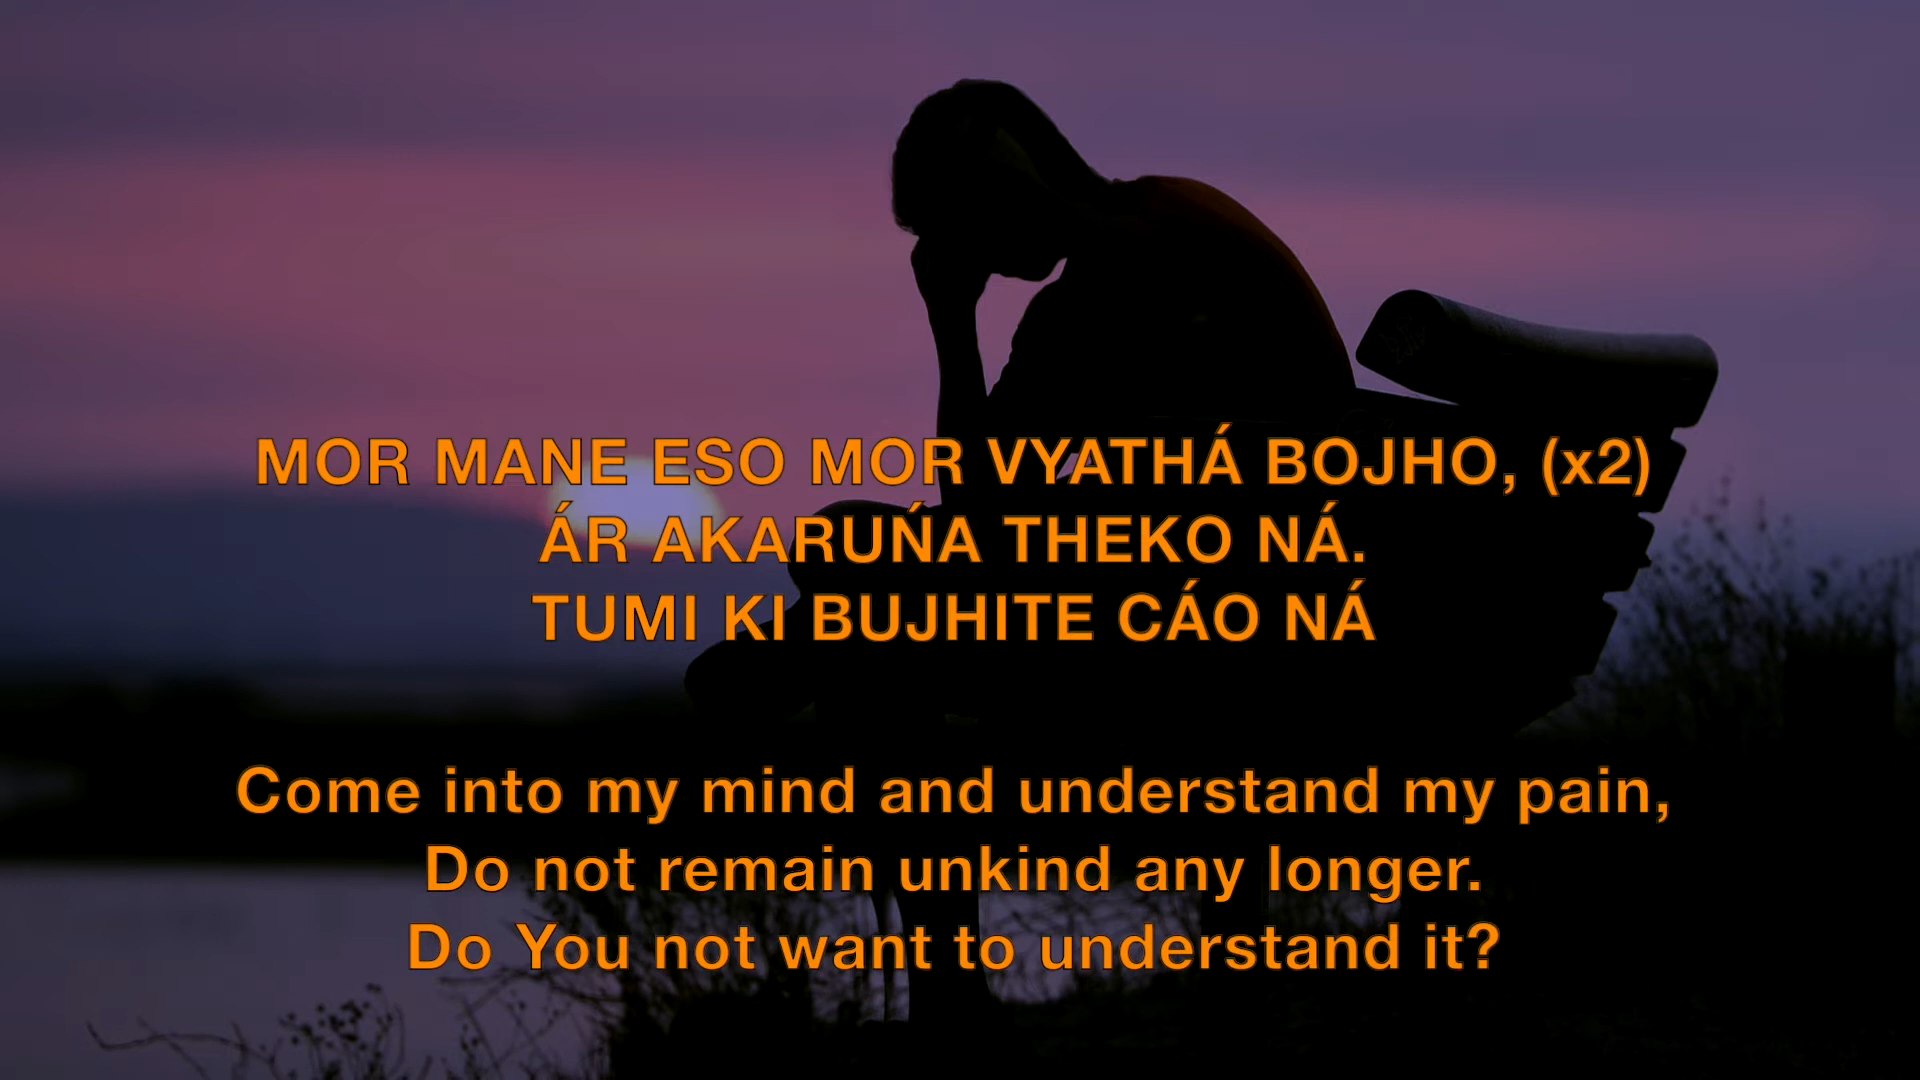 MOR MANE ESO MOR VYATHÁ BOJHO, (x2)
ÁR AKARUŃA THEKO NÁ.
TUMI KI BUJHITE CÁO NÁ
Come into my mind and understand my pain,
Do not remain unkind any longer.
Do You not want to understand it?